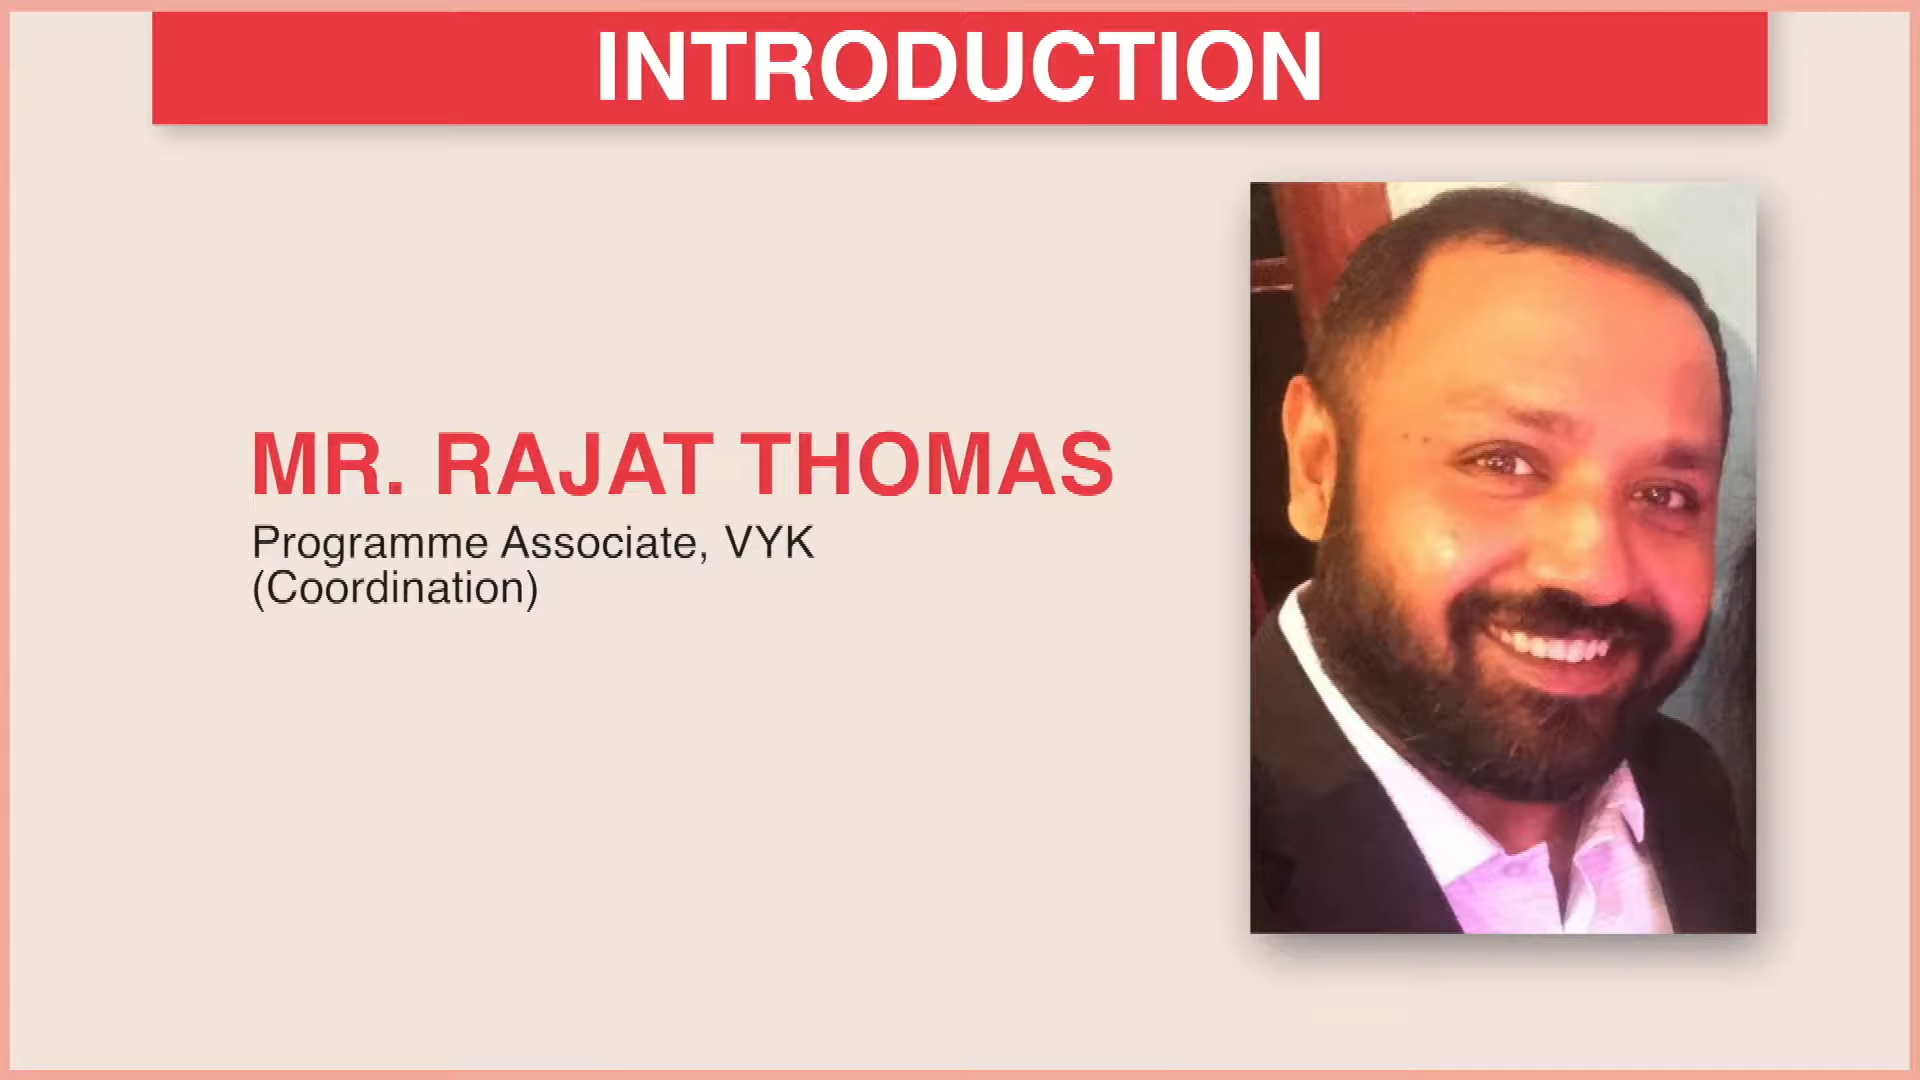 INTRODUCTION
MR. RAJAT THOMAS
Programme Associate, VYK
(Coordination)